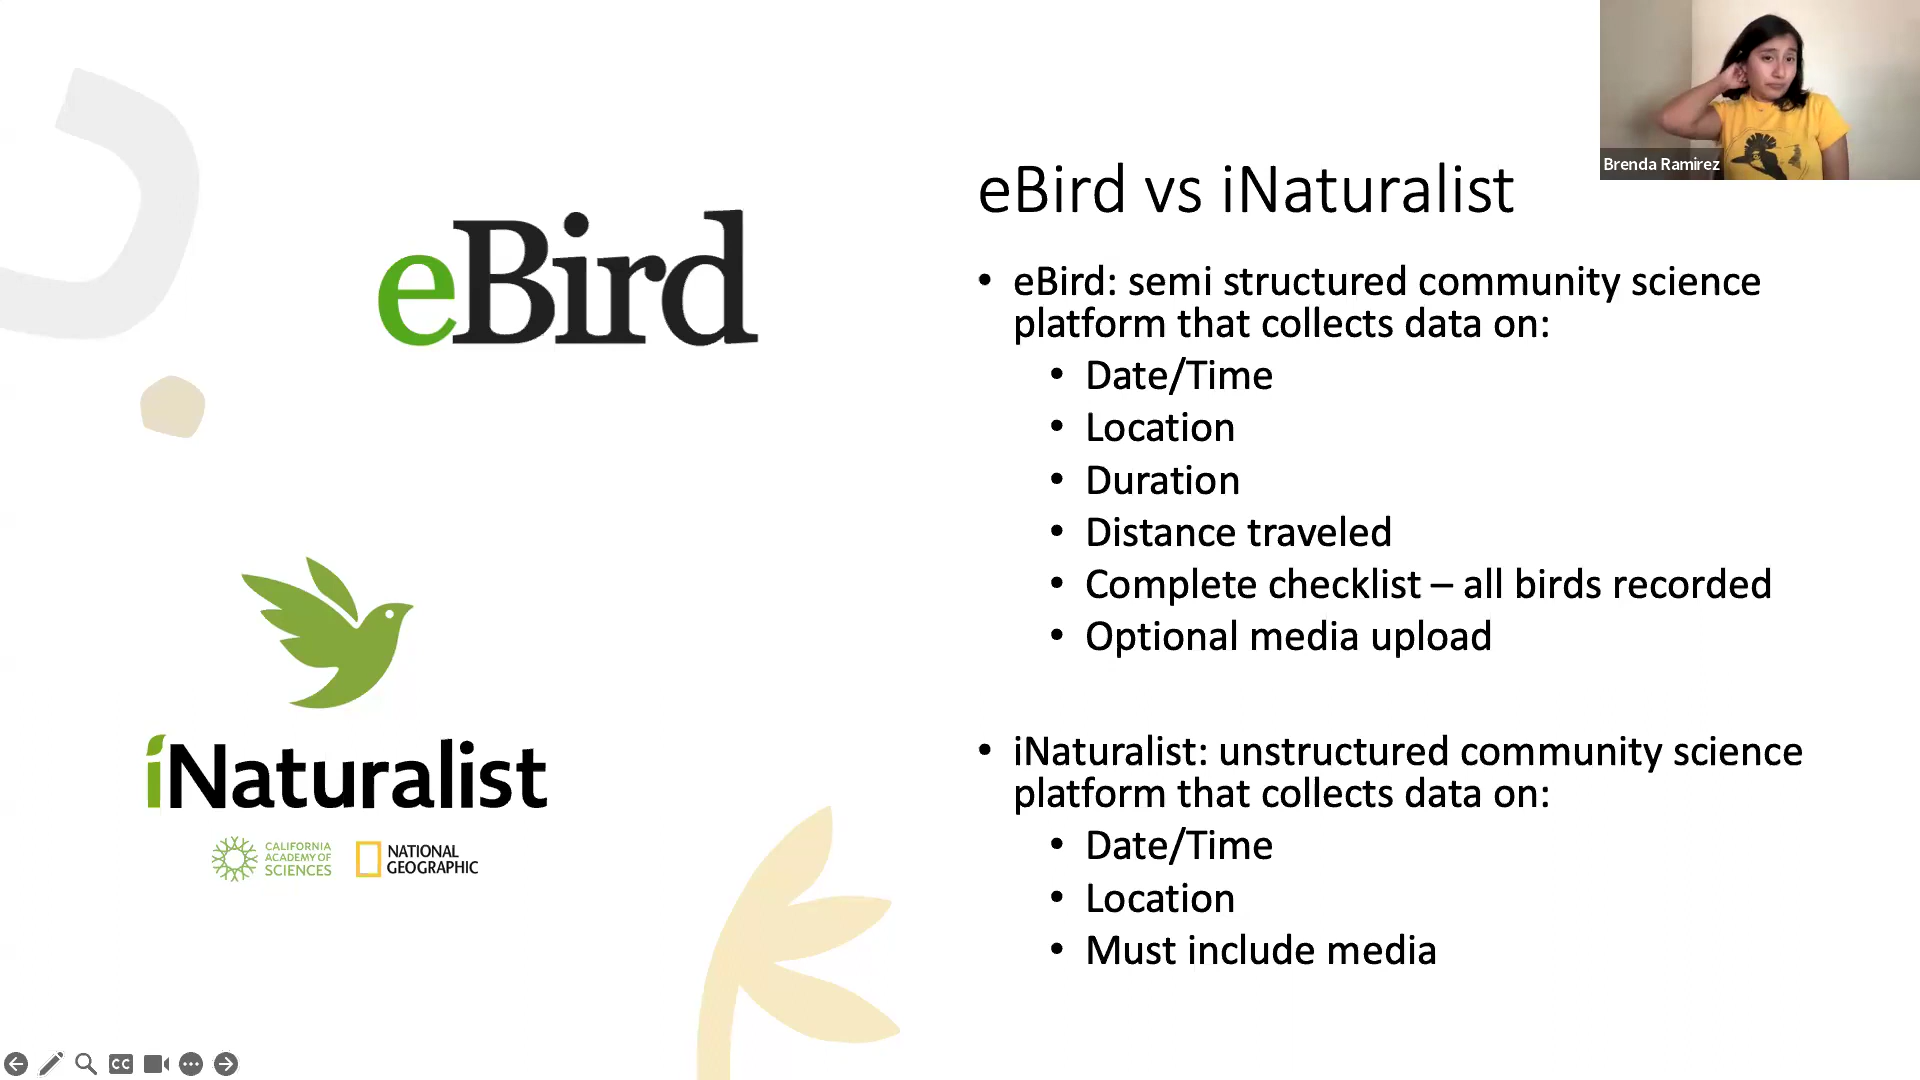 Brenda Ramirez
eBird vs iNaturalist
eBird
• eBird: semi structured community science
platform that collects data on:
• Date/Time
• Location
• Duration
• Distance traveled
• Complete checklist – all birds recorded
• Optional media upload
iNaturalist
CALIFORNIA
ACADEMY OF
SCIENCES
NATIONAL
GEOGRAPHIC
• iNaturalist: unstructured community science
platform that collects data on:
• Date/Time
• Location
• Must include media
CC